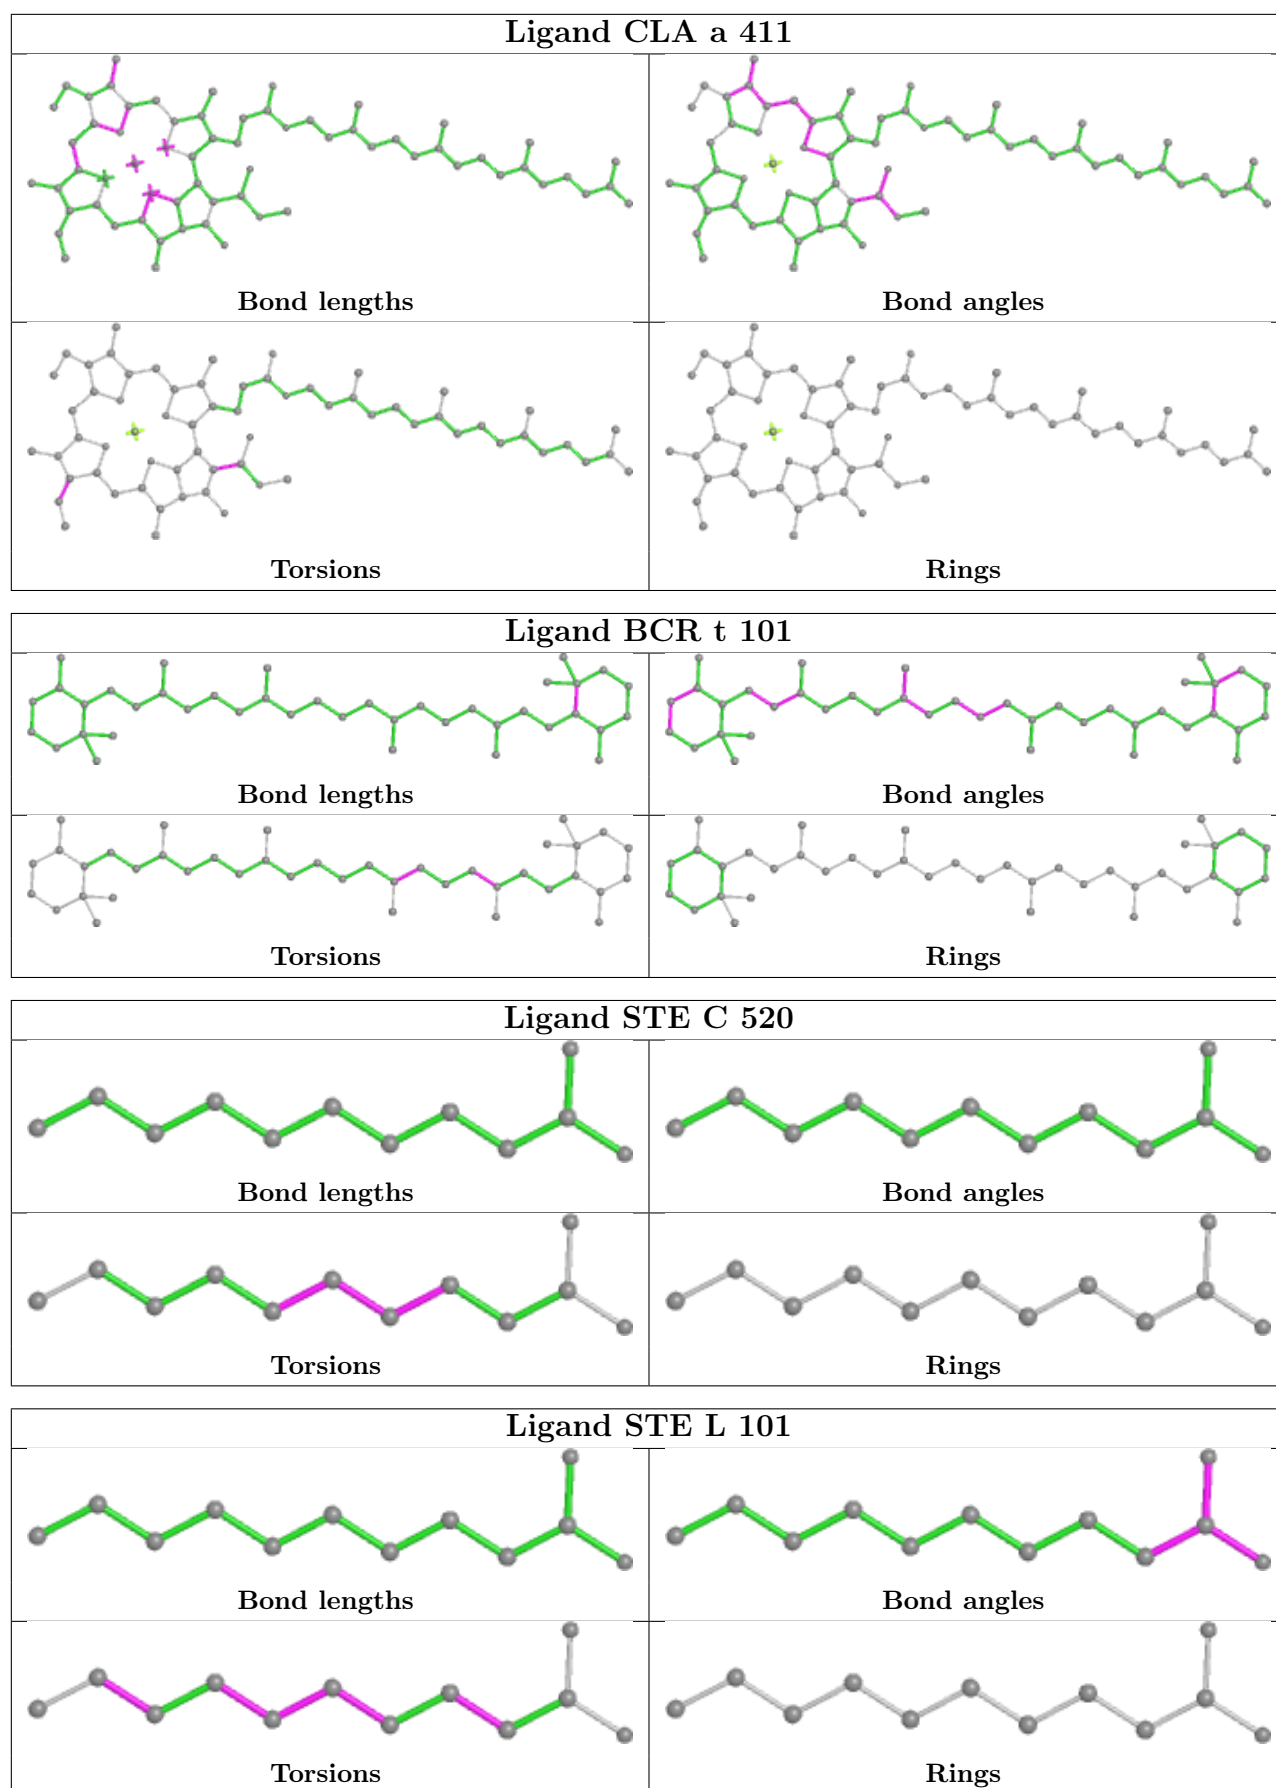 Ligand CLA a 411
Bond lengths
Bond angles
Torsions
Rings
Ligand BCR t 101
Bond lengths
Bond angles
Torsions
Rings
Ligand STE C 520
Bond lengths
Bond angles
Torsions
Rings
Ligand STE L 101
Bond lengths
Bond angles
Torsions
Rings